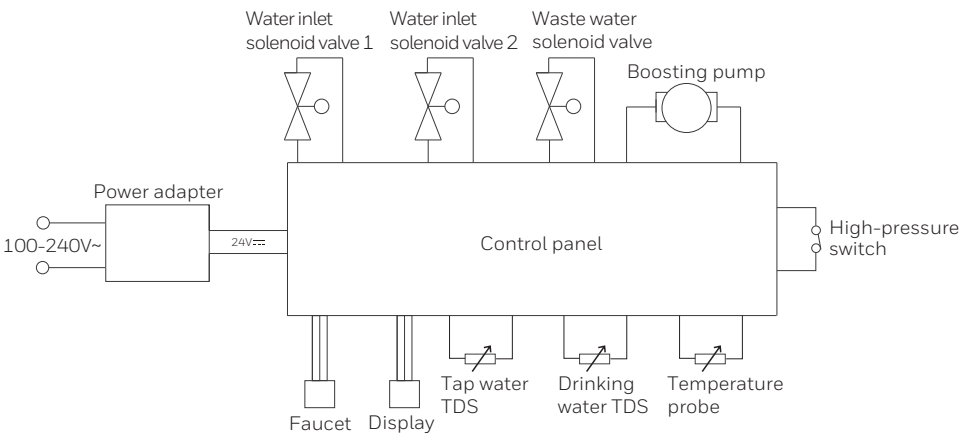 Water inlet
solenoid valve 1
Water inlet
solenoid valve 2
Waste water
solenoid valve
Boosting pump
Power adapter
100-240V~
24V⎓
Control panel
High-pressure
switch
Faucet
Display
Tap water
TDS
Drinking
water TDS
Temperature
probe